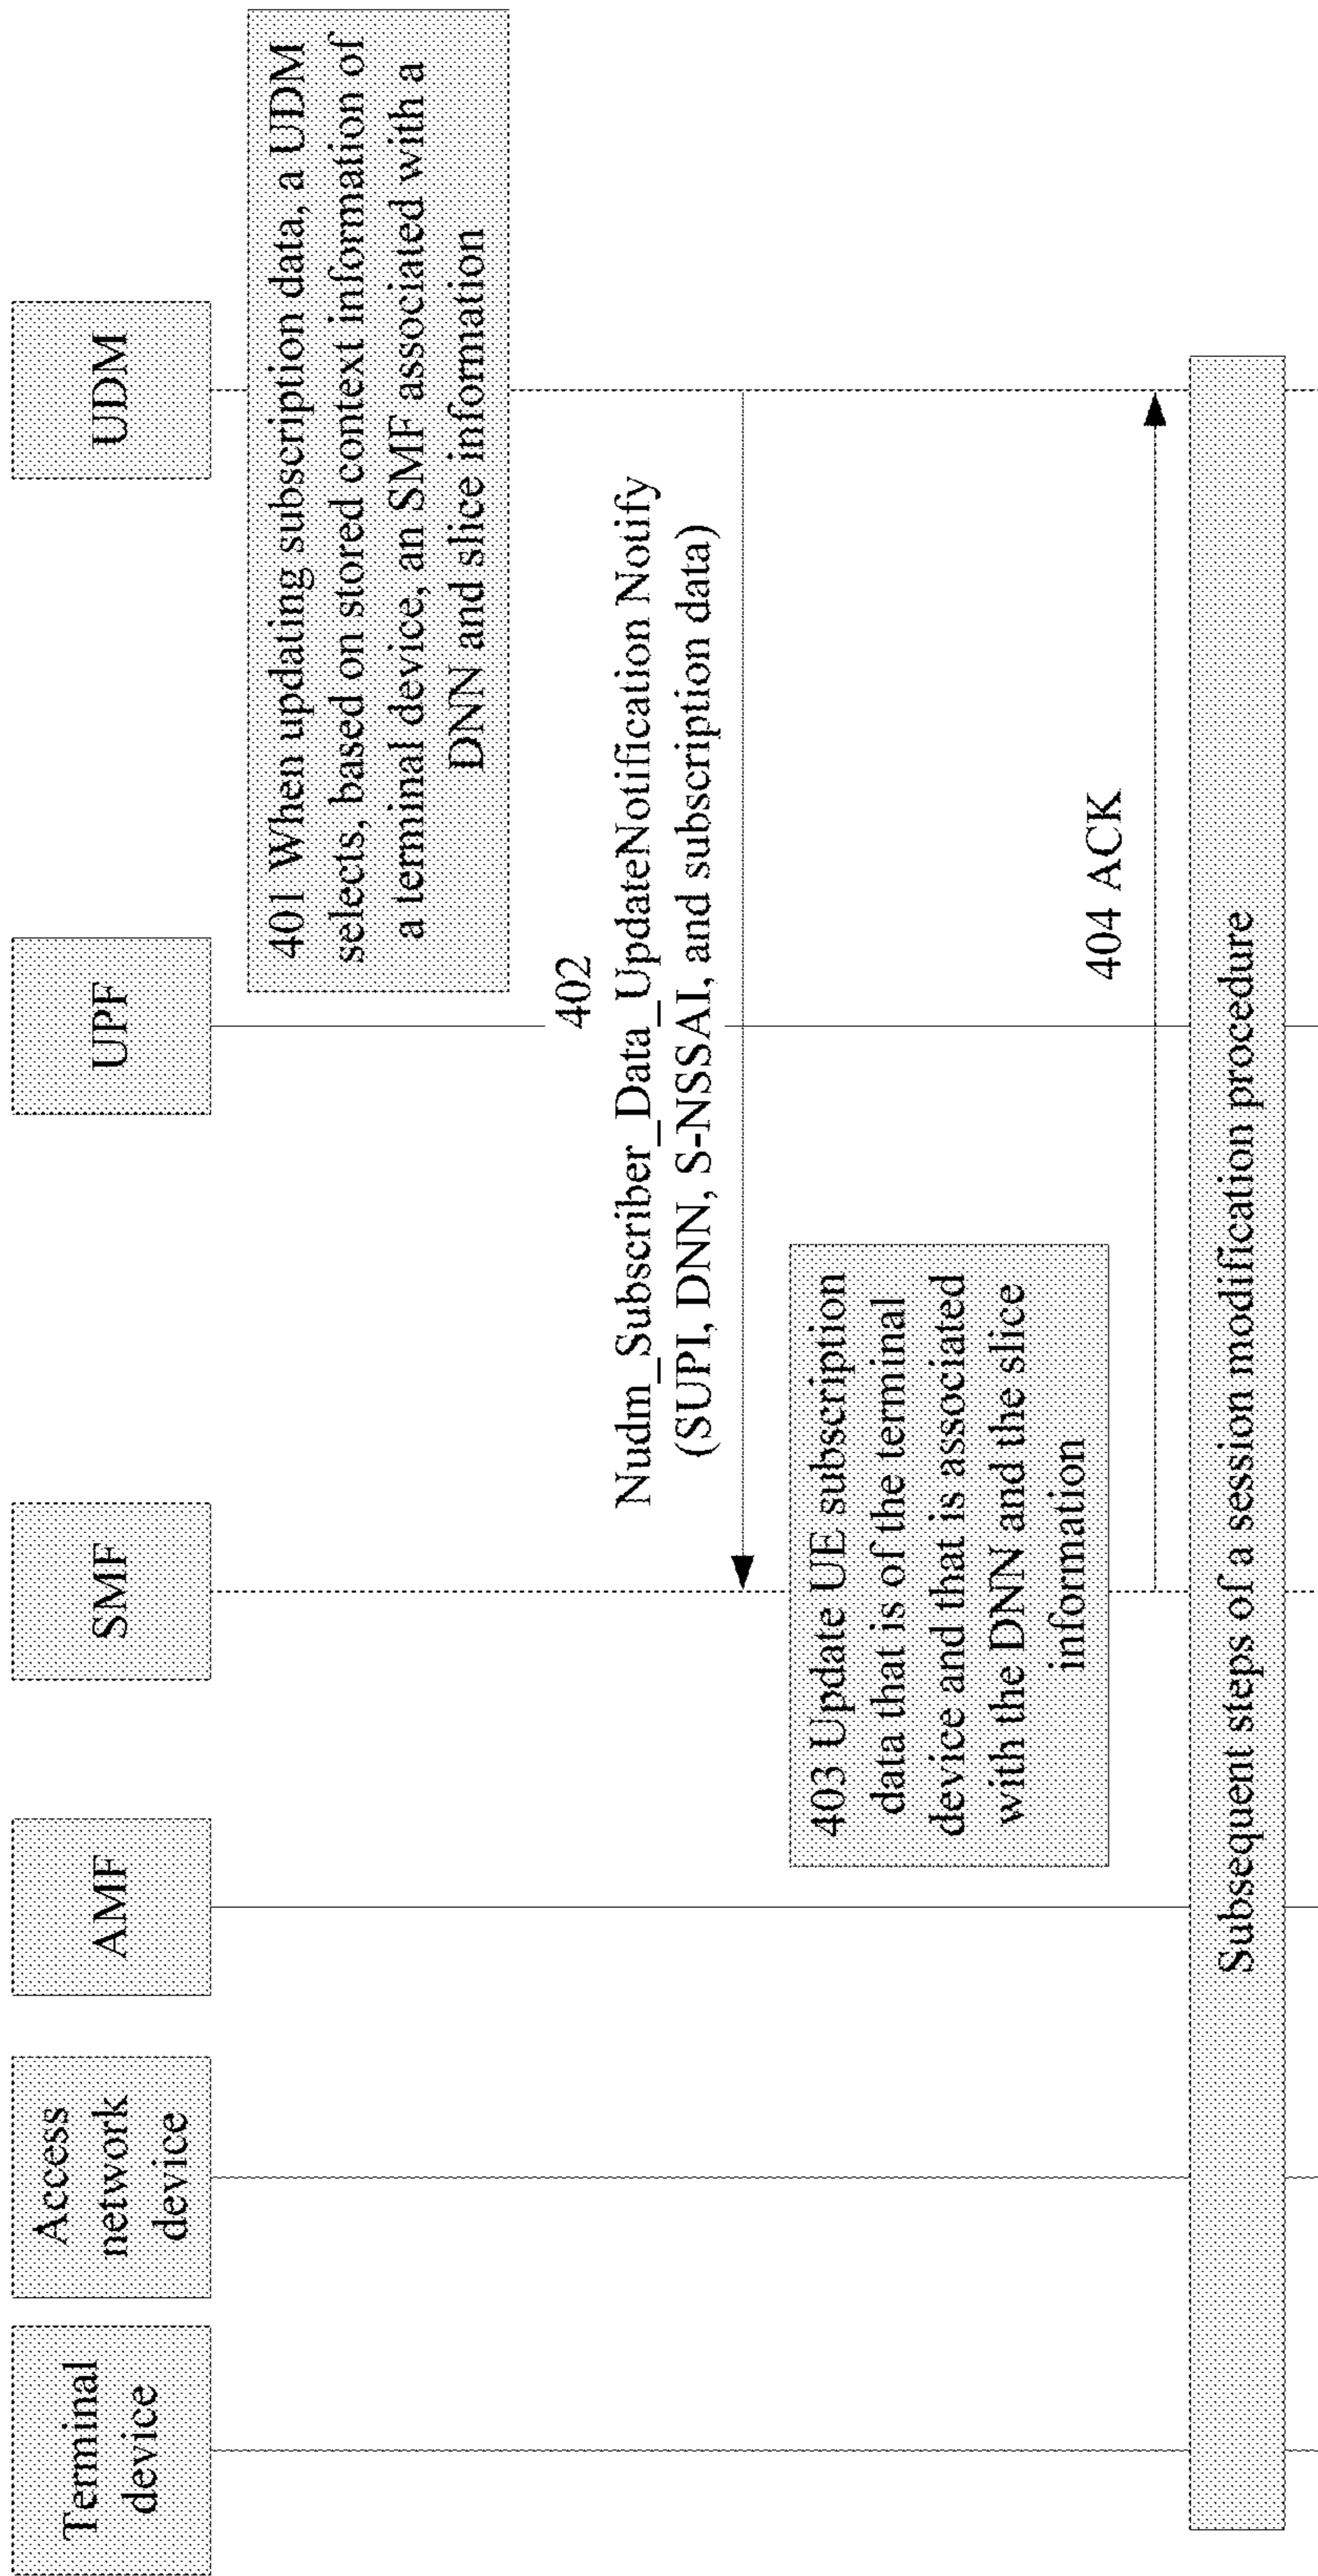 Terminal
device
Access
network
device
AMF
SMF
UPF
UDM
401 When updating subscription data, a UDM
selects, based on stored context information of
a terminal device, an SMF associated with a
DNN and slice information
402
Nudm_Subscriber_Data_UpdateNotification Notify
(SUPI, DNN, S-NSSAI, and subscription data)
403 Update UE subscription
data that is of the terminal
device and that is associated
with the DNN and the slice
information
404 ACK
Subsequent steps of a session modification procedure